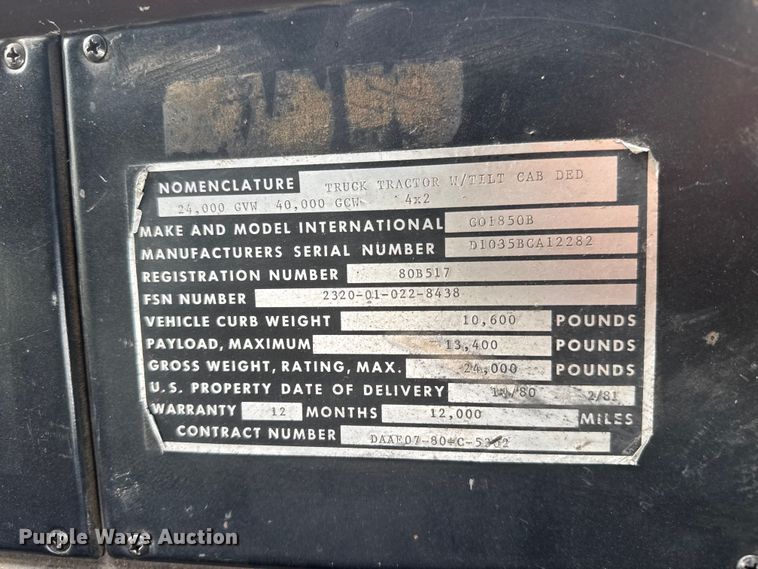 NOMENCLATURE TRUCK TRACTOR W/TILT CAB DED
24,000 GVW 40,000 GCW 4x2
MAKE AND MODEL INTERNATIONAL CO1850B
MANUFACTURERS SERIAL NUMBER D1035BGA12282
REGISTRATION NUMBER 80B517
FSN NUMBER 2320-01-022-8438
VEHICLE CURB WEIGHT 10,600 POUNDS
PAYLOAD, MAXIMUM 13,400 POUNDS
GROSS WEIGHT, RATING, MAX. 24,000 POUNDS
U.S. PROPERTY DATE OF DELIVERY 2/81
WARRANTY 12 MONTHS 12,000 MILES
CONTRACT NUMBER
Purple Wave Auction